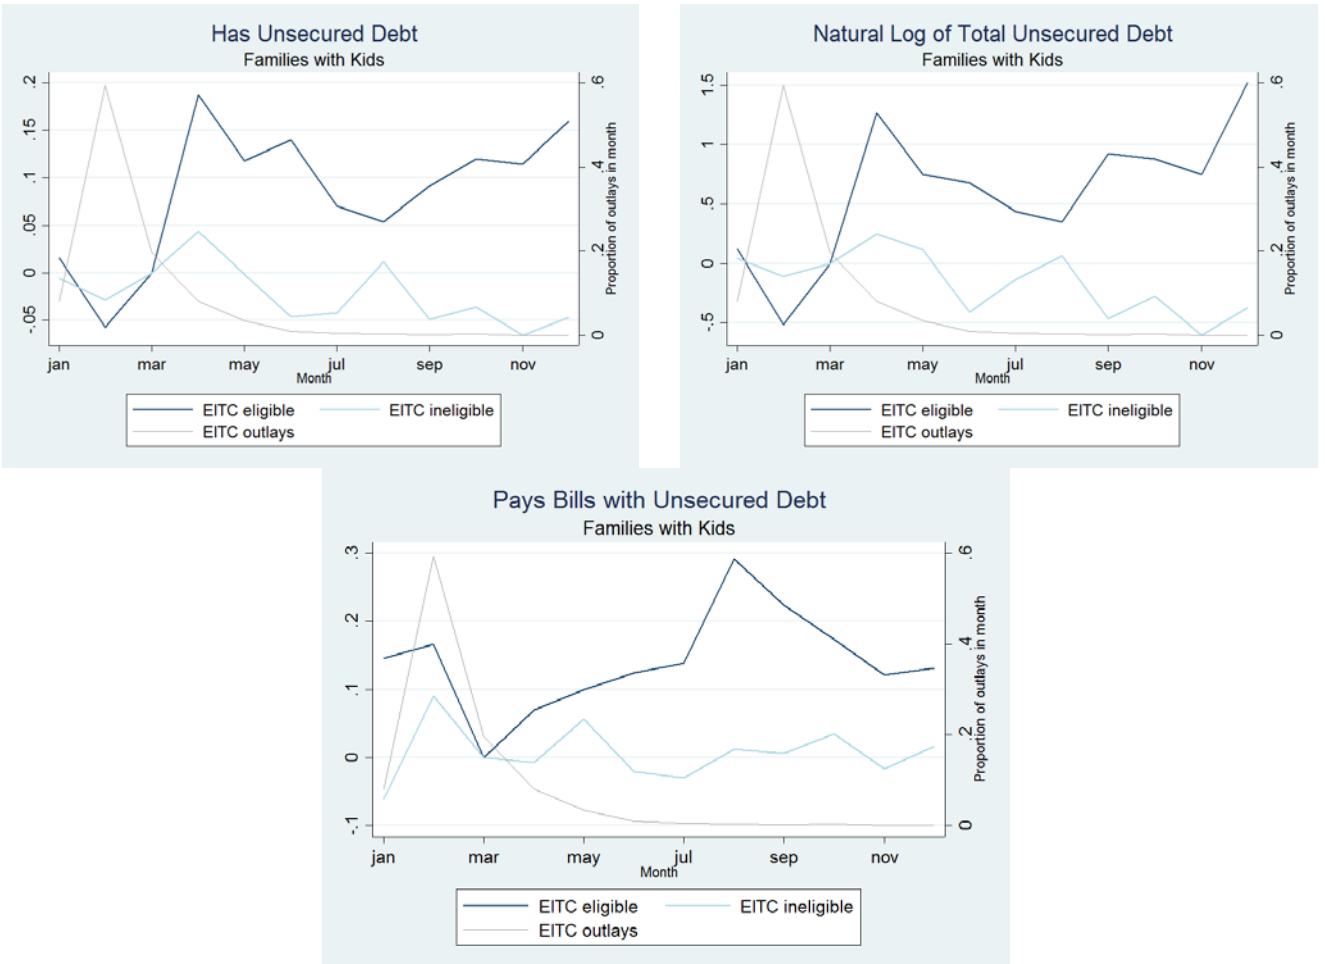 Has Unsecured Debt
Families with Kids
.2
.15
.1
.05
0
-.05
.6
.4
.2
0
Proportion of outlays in month
jan mar may jul sep nov
Month
EITC eligible EITC ineligible
EITC outlays
Natural Log of Total Unsecured Debt
Families with Kids
1.5
1
.5
0
-.5
.6
.4
.2
0
Proportion of outlays in month
jan mar may jul sep nov
Month
EITC eligible EITC ineligible
EITC outlays
Pays Bills with Unsecured Debt
Families with Kids
.3
.2
.1
0
-.1
.6
.4
.2
0
Proportion of outlays in month
jan mar may jul sep nov
Month
EITC eligible EITC ineligible
EITC outlays